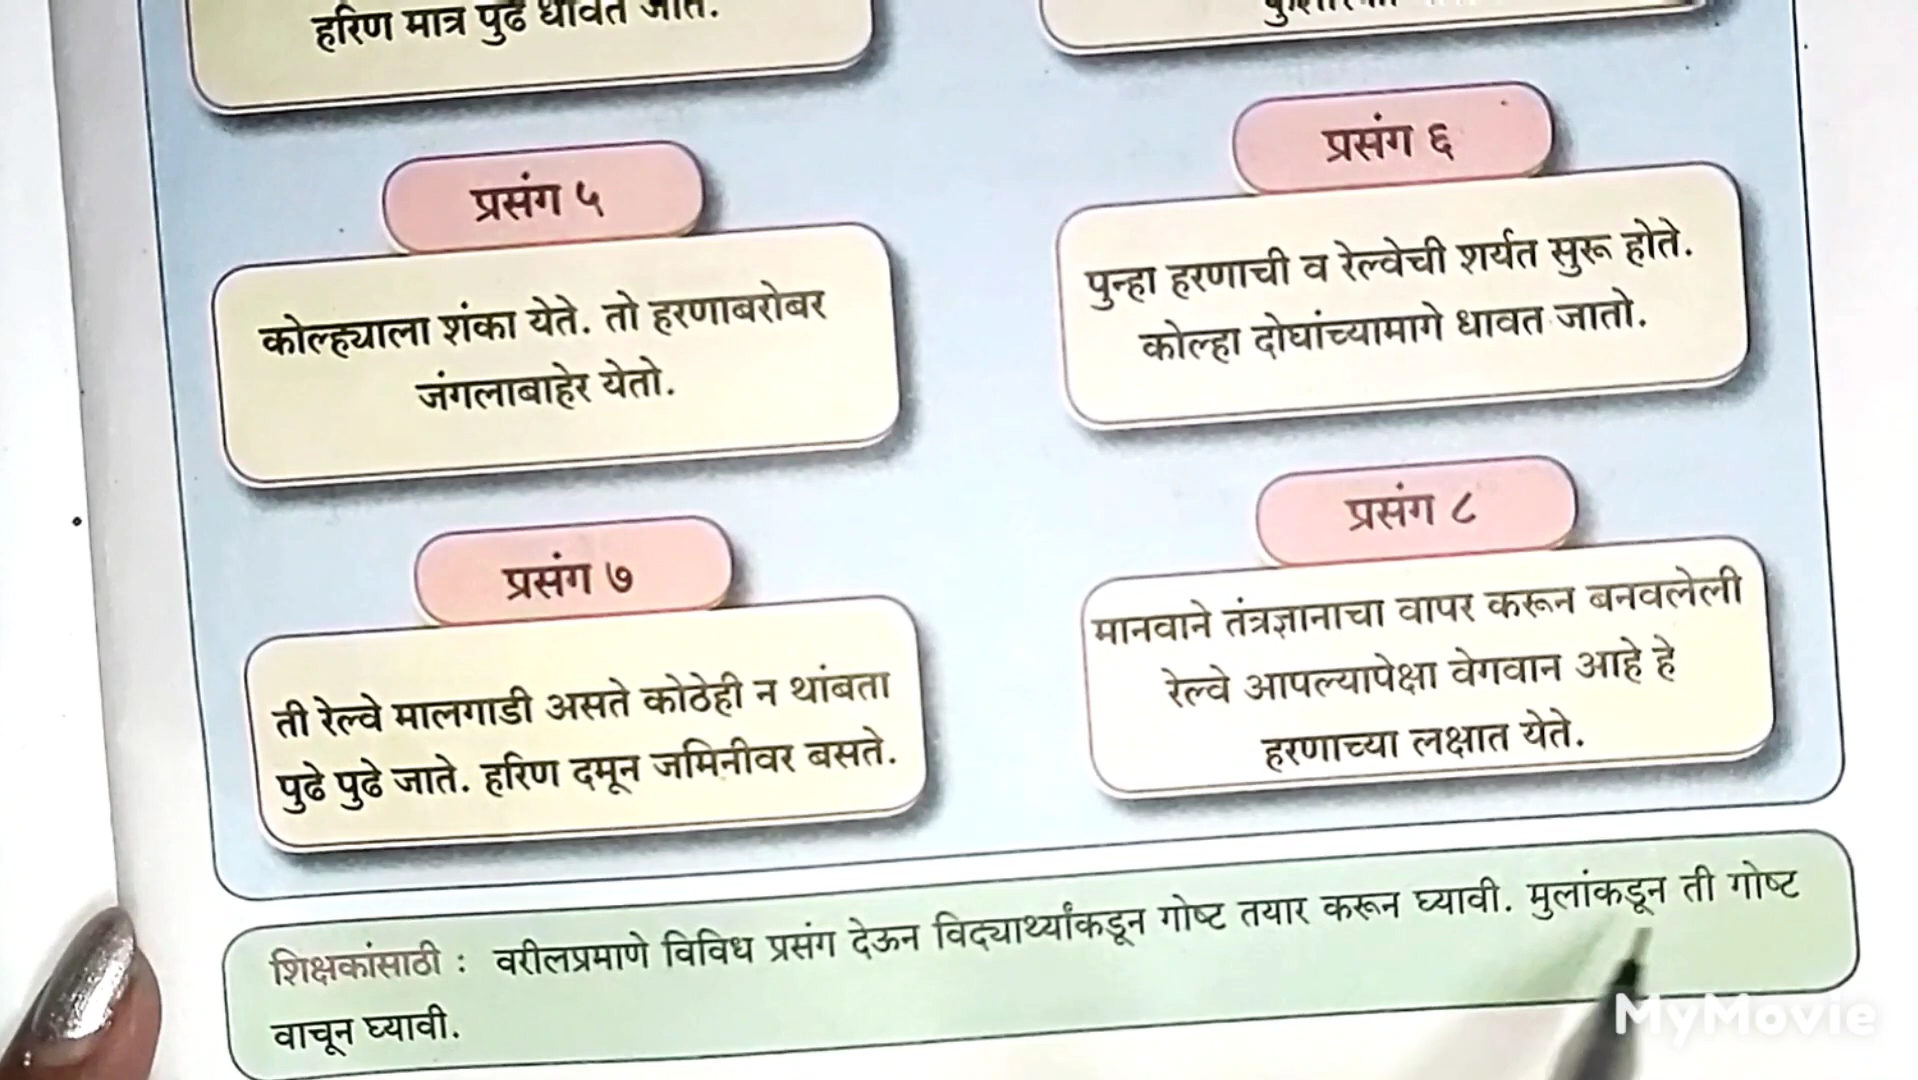 हरिण मात्र पुढे धावत जाते.
प्रसंग ५
कोल्ह्याला शंका येते. तो हरणाबरोबर
जंगलाबाहेर येतो.
प्रसंग ६
पुन्हा हरणाची व रेल्वेची शर्यत सुरू होते.
कोल्हा दोघांच्यामागे धावत जातो.
प्रसंग ७
ती रेल्वे मालगाडी असते कोठेही न थांबता
पुढे पुढे जाते. हरिण दमून जमिनीवर बसते.
प्रसंग ८
मानवाने तंत्रज्ञानाचा वापर करून बनवलेली
रेल्वे आपल्यापेक्षा वेगवान आहे हे
हरणाच्या लक्षात येते.
शिक्षकांसाठी : वरीलप्रमाणे विविध प्रसंग देऊन विद्यार्थ्यांकडून गोष्ट तयार करून घ्यावी. मुलांकडून ती गोष्ट
वाचून घ्यावी.
MyMovie